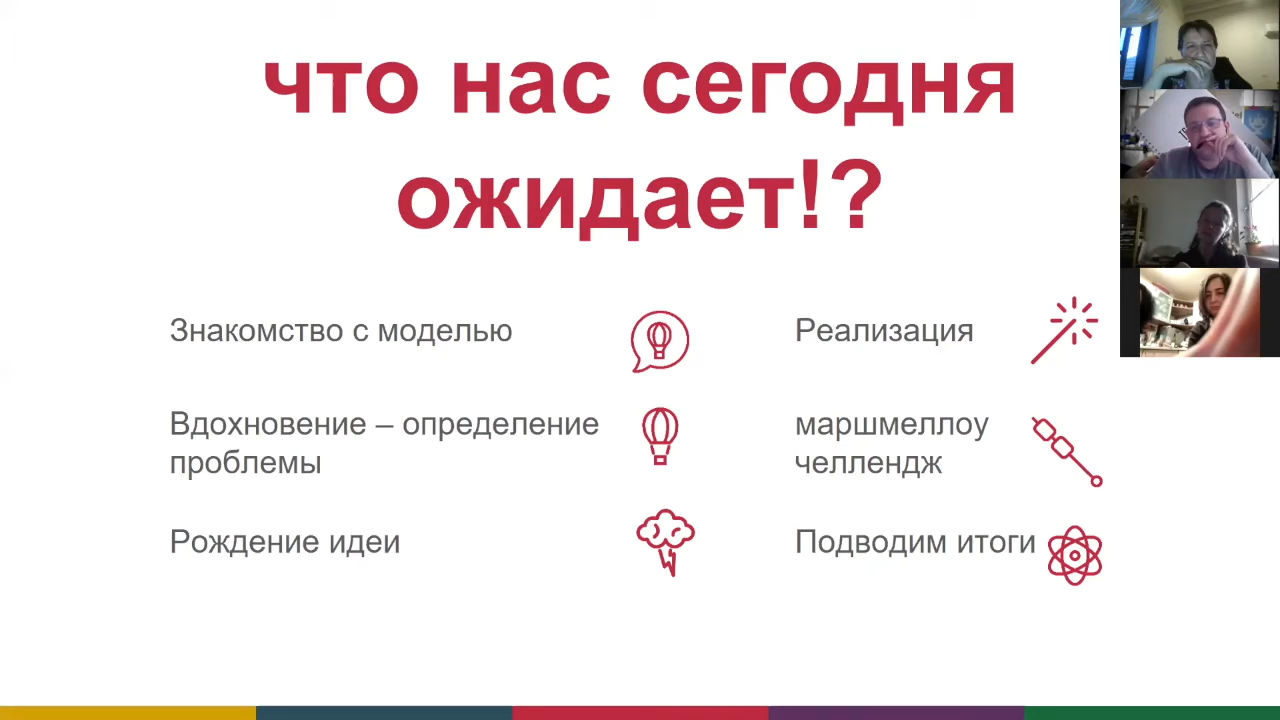 что нас сегодня
ожидает!?
Знакомство с моделью
Вдохновение – определение
проблемы
Рождение идеи
Реализация
маршмеллоу
челлендж
Подводим итоги